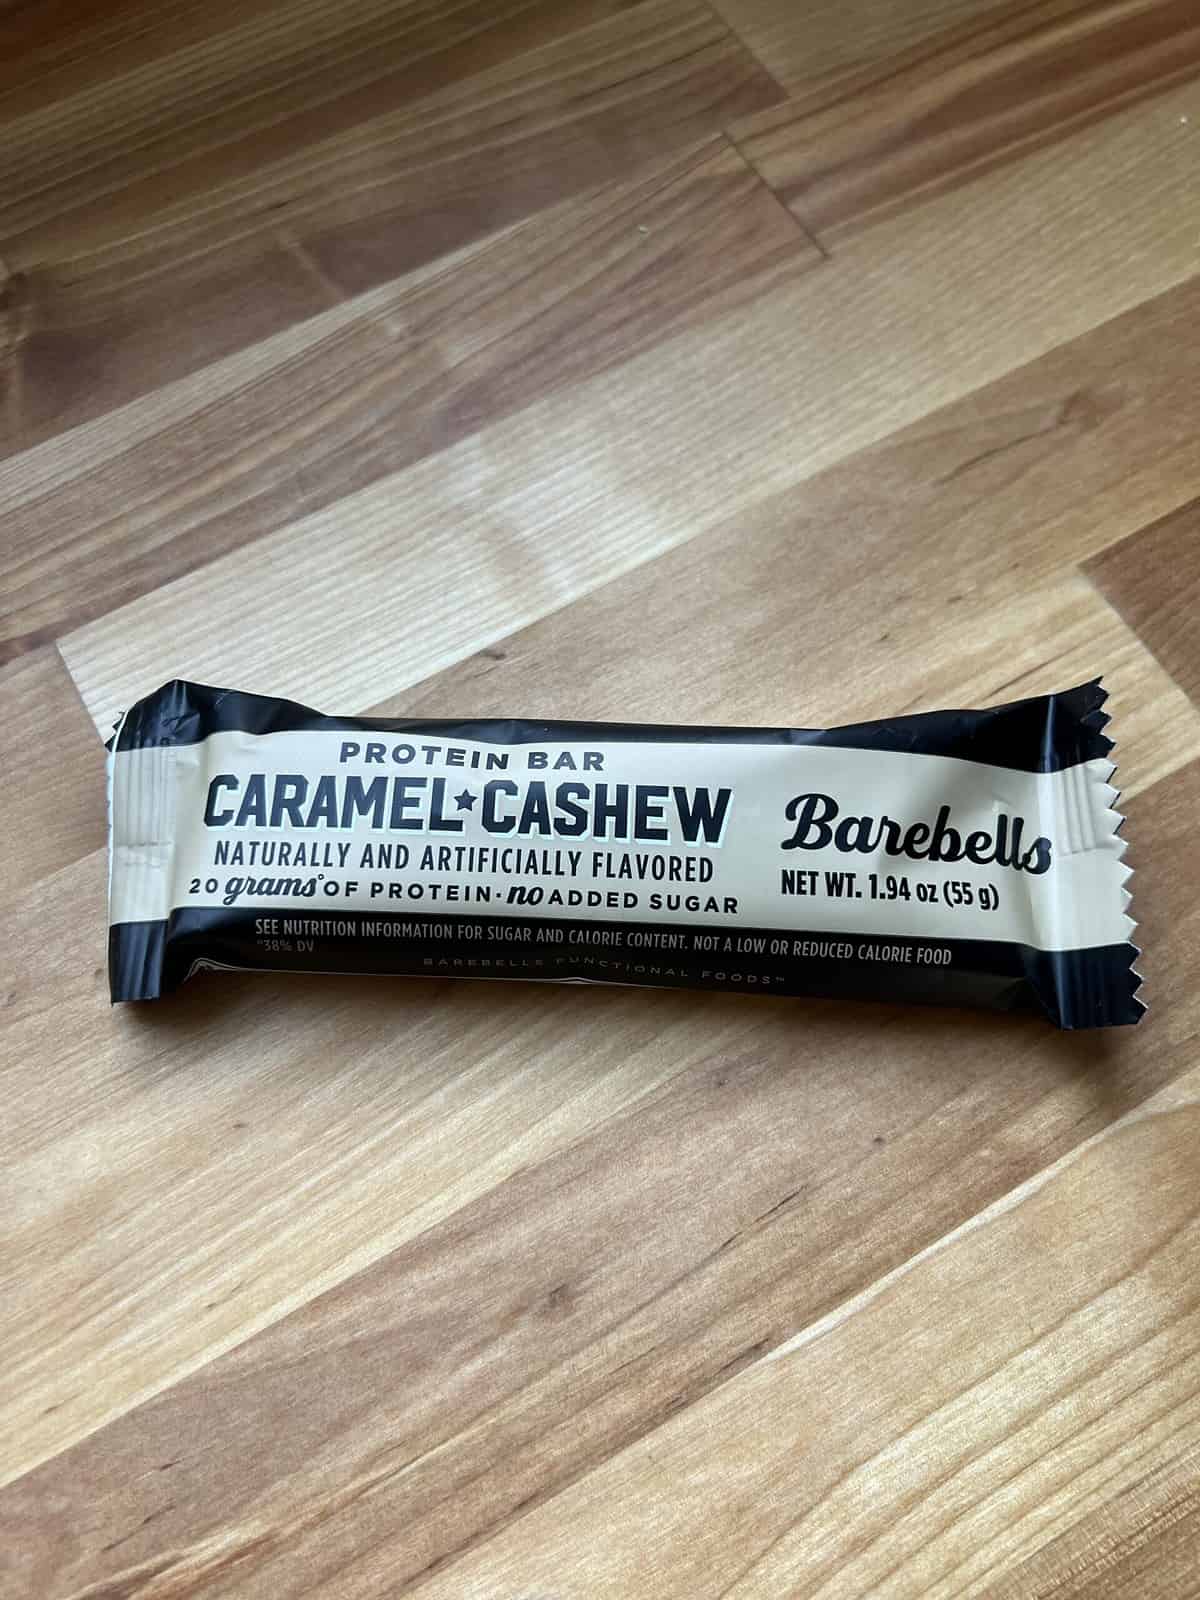 PROTEIN BAR
CARAMEL★CASHEW
NATURALLY AND ARTIFICIALLY FLAVORED
20 grams° OF PROTEIN · no ADDED SUGAR
Barebells
NET WT. 1.94 oz (55 g)
SEE NUTRITION INFORMATION FOR SUGAR AND CALORIE CONTENT. NOT A LOW OR REDUCED CALORIE FOOD
°38% DV
BAREBELLS FUNCTIONAL FOODS™